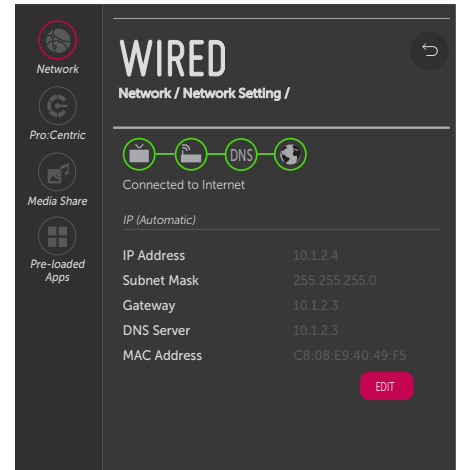 Network
Pro:Centric
Media Share
Pre-loaded
Apps
WIRED
Network / Network Setting /
DNS
Connected to Internet
IP (Automatic)
IP Address 10.1.2.4
Subnet Mask 255.255.255.0
Gateway 10.1.2.3
DNS Server 10.1.2.3
MAC Address C8:08:E9:40:49:F5
EDIT